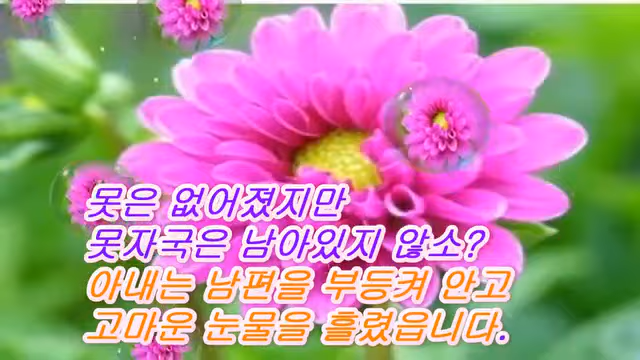 못은 없어졌지만
못자국은 남아있지 않소?
아내는 남편을 부등켜 안고
고마운 눈물을 흘렸읍니다.